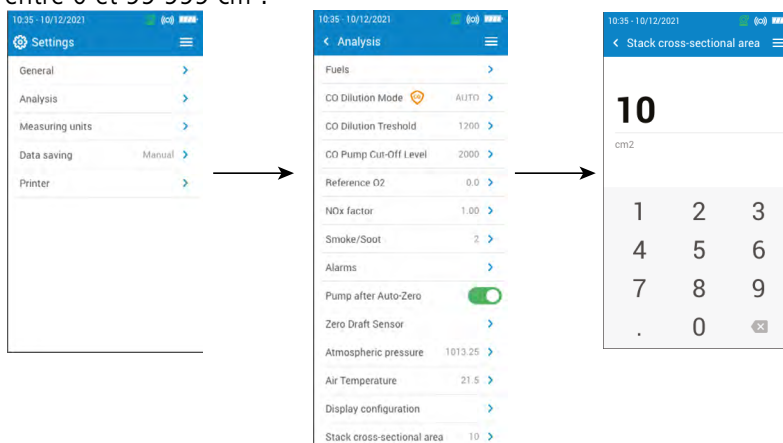 entre 0 et 99 999 cm².
10:35 - 10/12/2021
Settings
General
Analysis
Measuring units
Data saving Manual
Printer
10:35 - 10/12/2021
Analysis
Fuels
CO Dilution Mode AUTO
CO Dilution Treshold 1200
CO Pump Cut-Off Level 2000
Reference O2 0.0
NOx factor 1.00
Smoke/Soot 2
Alarms
Pump after Auto-Zero
Zero Draft Sensor
Atmospheric pressure 1013.25
Air Temperature 21.5
Display configuration
Stack cross-sectional area 10
10:35 - 10/12/2021
Stack cross-sectional area
10
cm2
1 2 3
4 5 6
7 8 9
. 0